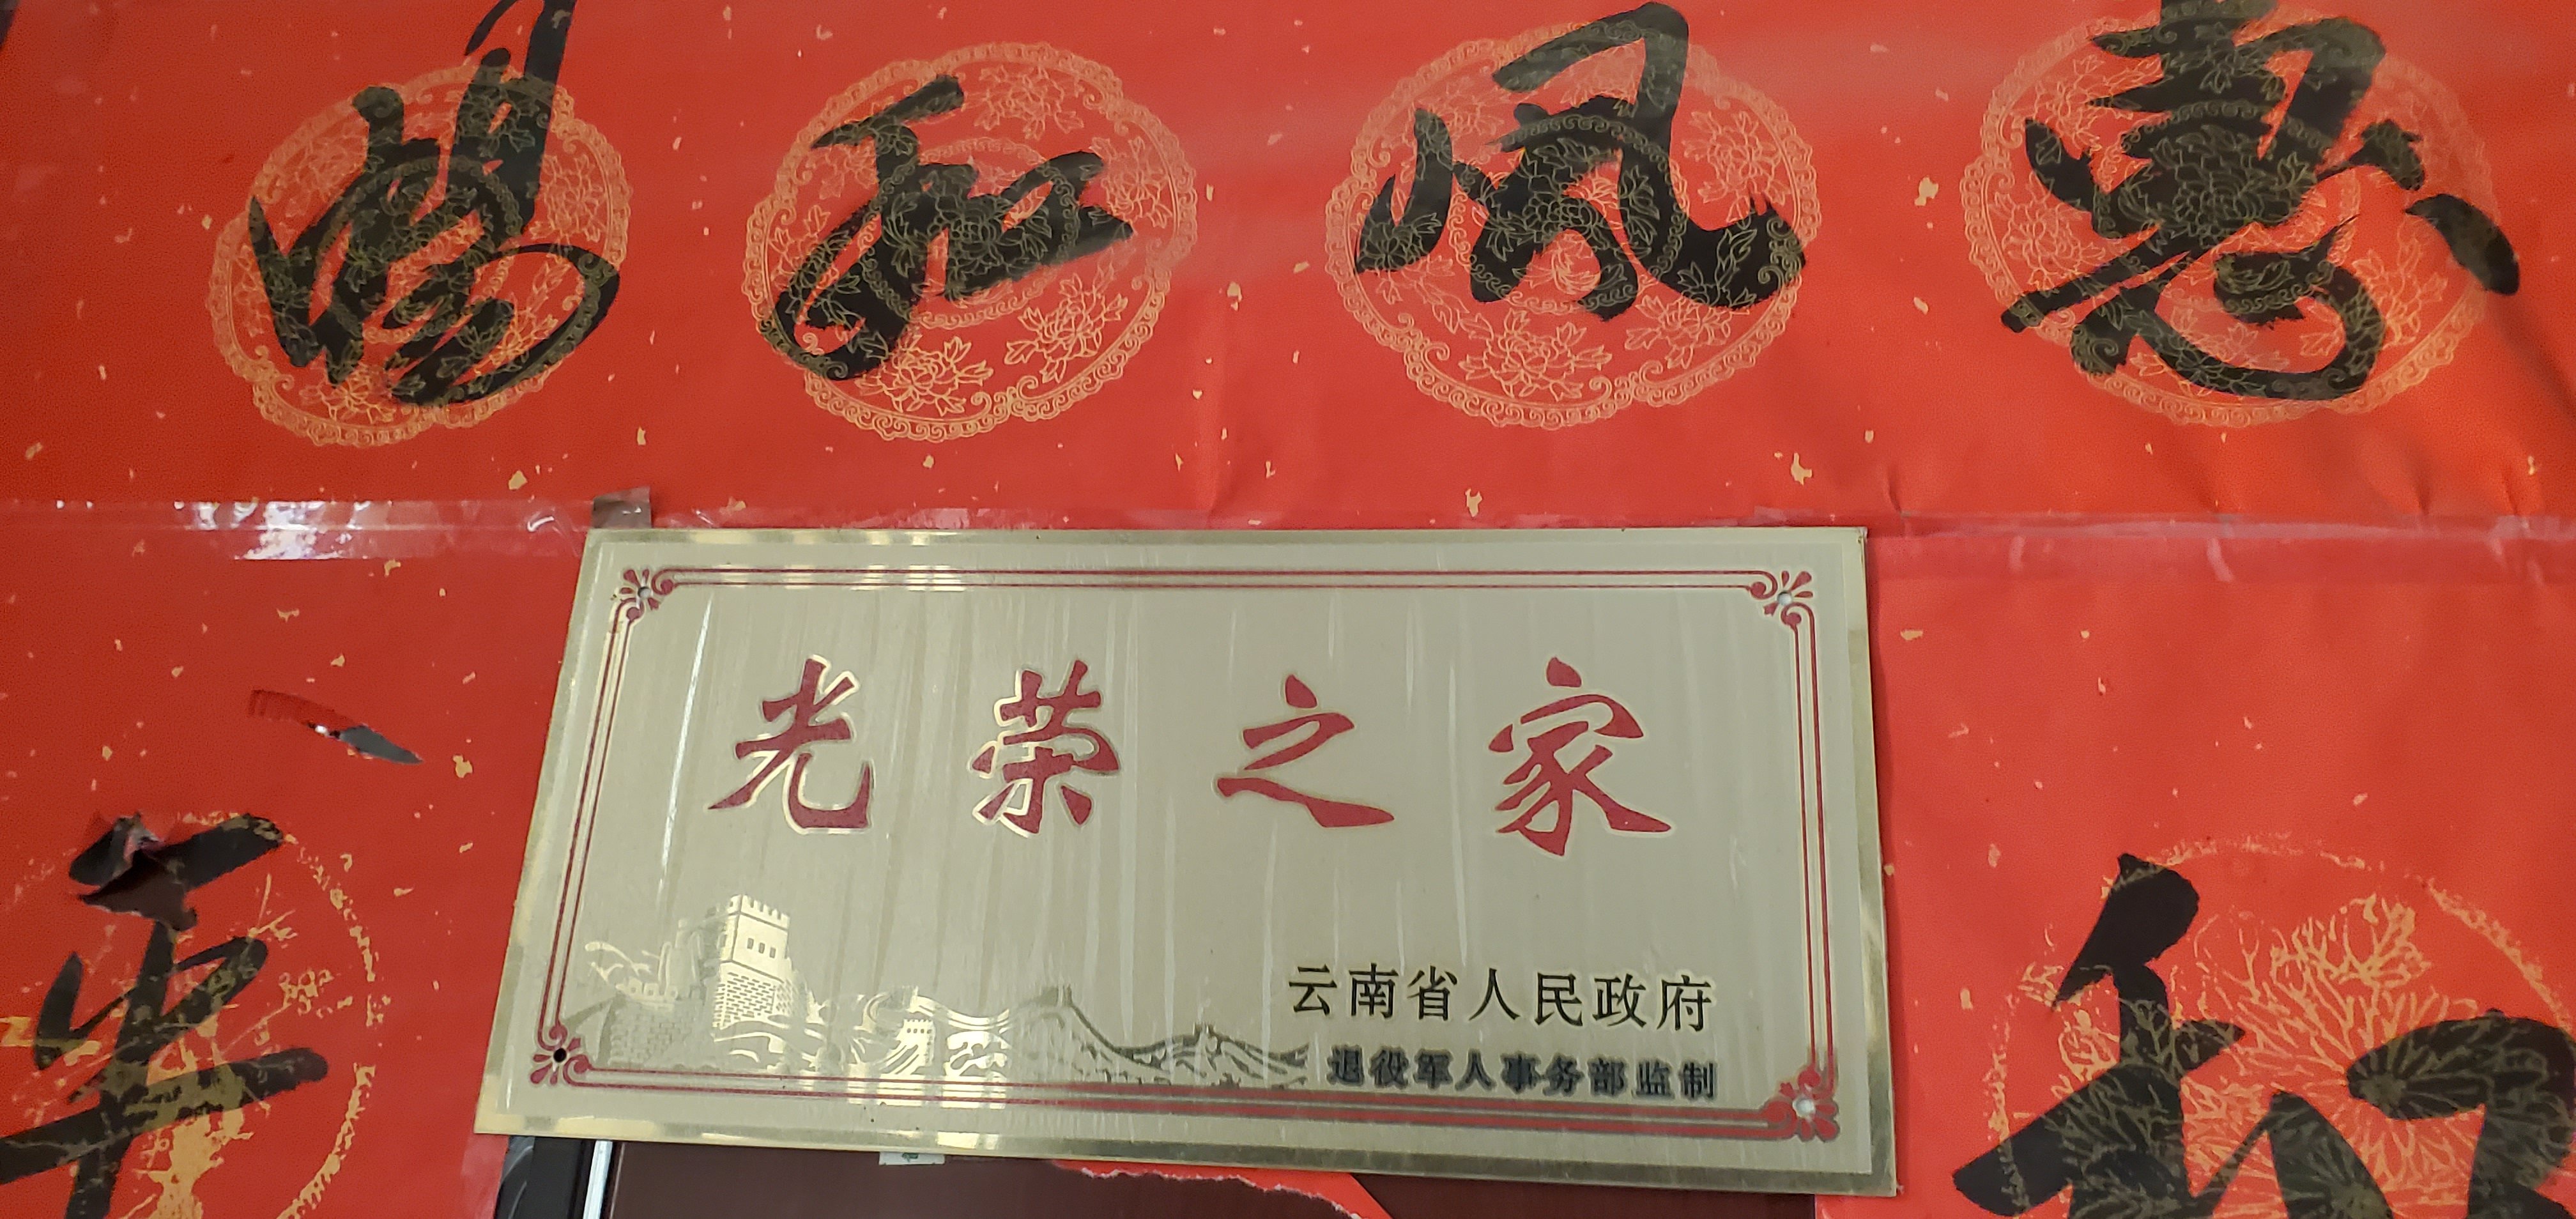 惠风和畅
光荣之家
云南省人民政府
退役军人事务部监制